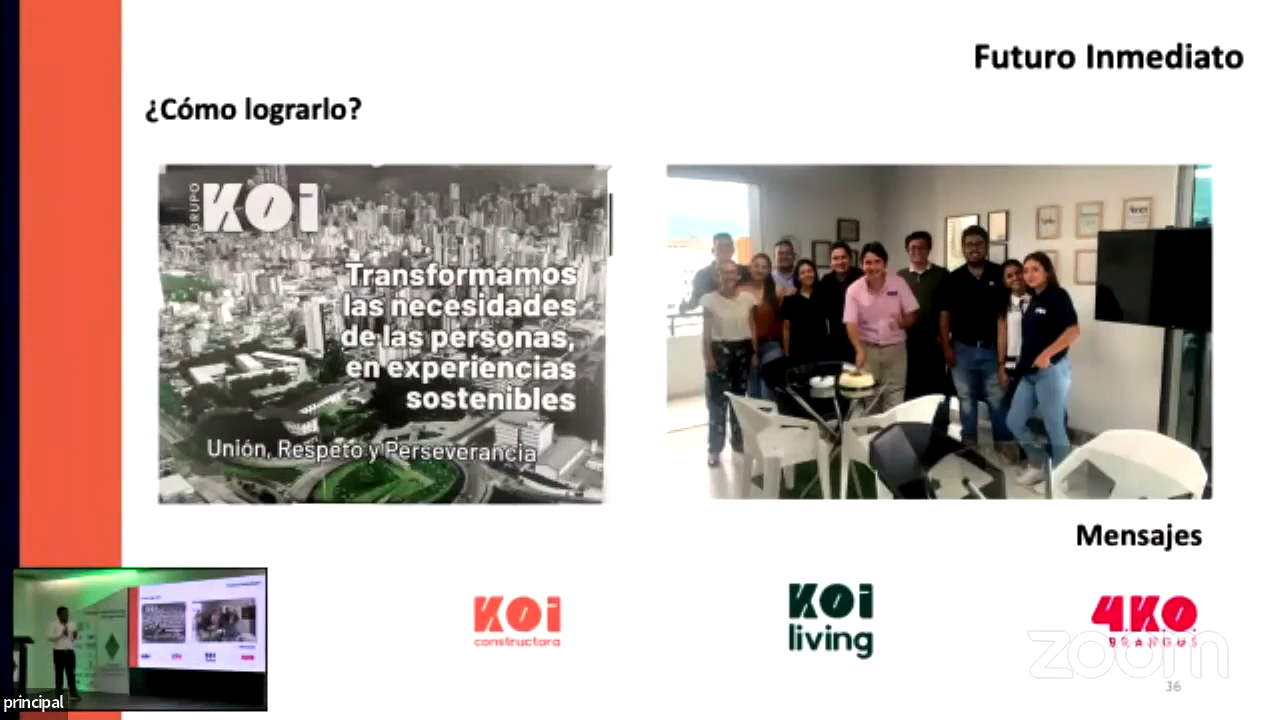 Futuro Inmediato
¿Cómo lograrlo?
GRUPO
KOi
Transformamos
las necesidades
de las personas,
en experiencias
sostenibles
Unión, Respeto y Perseverancia
Mensajes
KOi
constructora
KOi
living
4KO
BRANGUS
zoom
36
principal